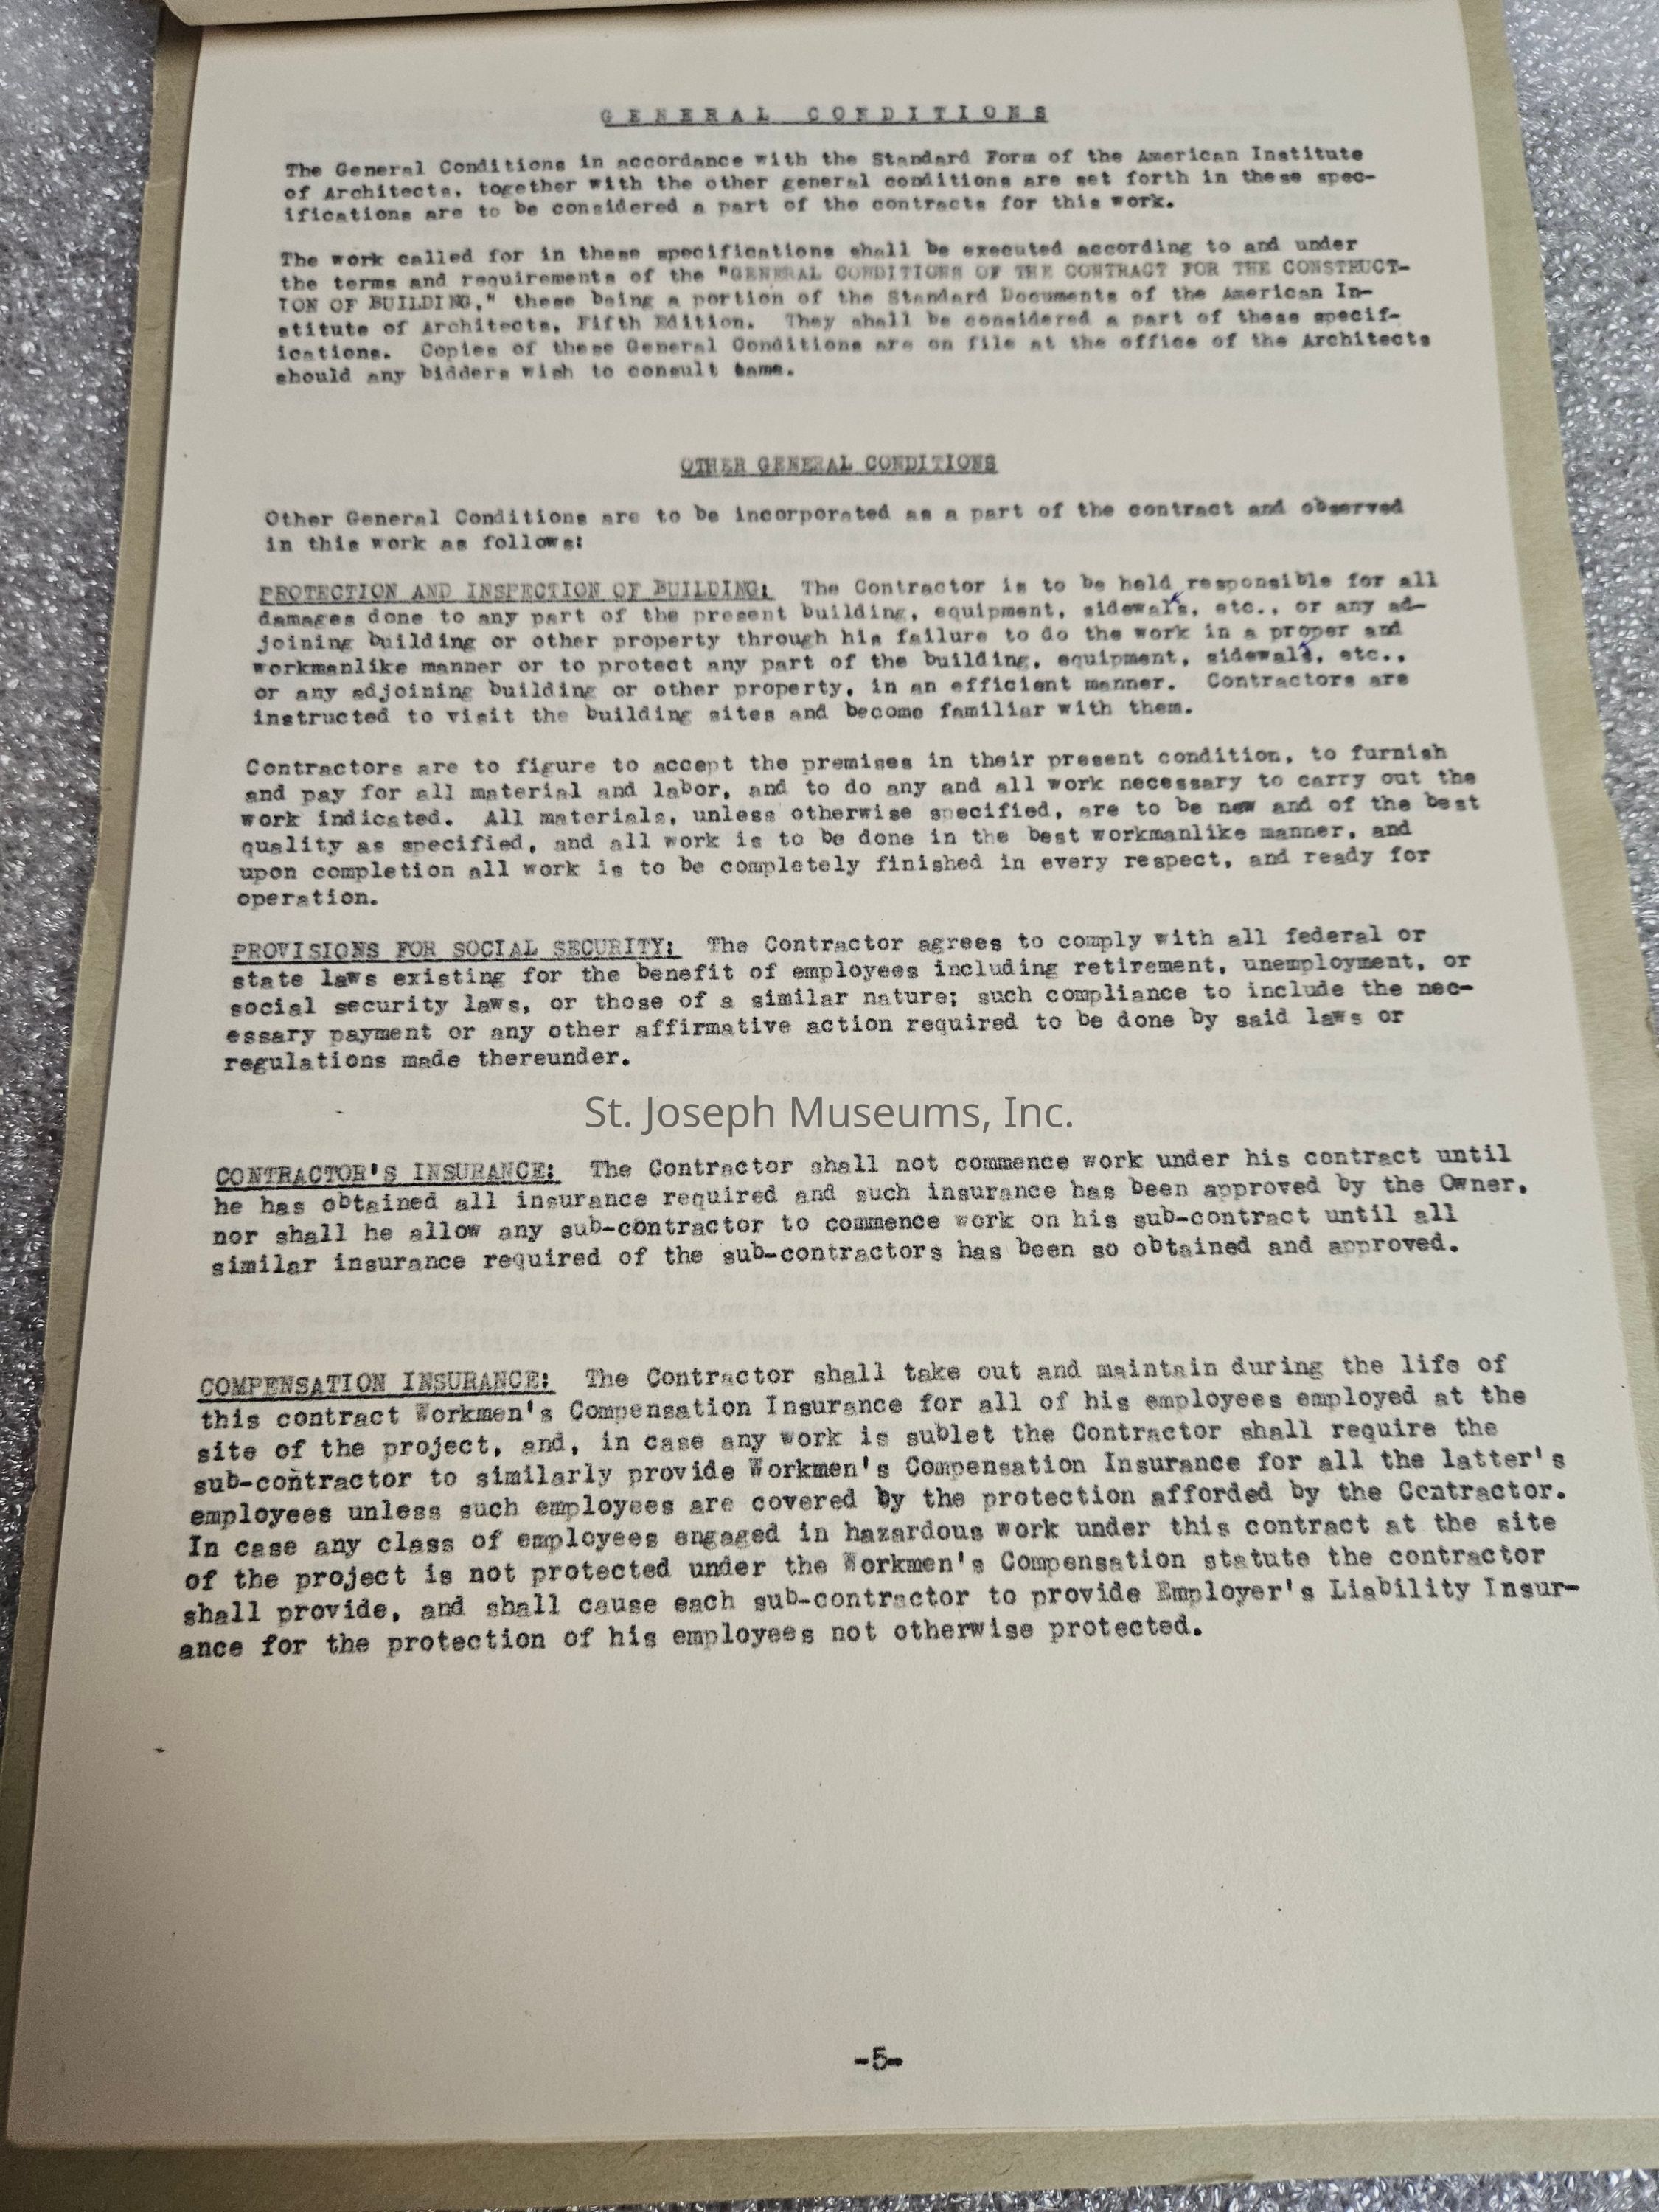 GENERAL CONDITIONS
The General Conditions in accordance with the Standard Form of the American Institute
of Architects, together with the other general conditions are set forth in these spec-
ifications are to be considered a part of the contracts for this work.
The work called for in these specifications shall be executed according to and under
the terms and requirements of the "GENERAL CONDITIONS OF THE CONTRACT FOR THE CONSTRUCT-
ION OF BUILDING," these being a portion of the Standard Documents of the American In-
stitute of Architects, Fifth Edition. They shall be considered a part of these specif-
ications. Copies of these General Conditions are on file at the office of the Architects
should any bidders wish to consult same.
OTHER GENERAL CONDITIONS
Other General Conditions are to be incorporated as a part of the contract and observed
in this work as follows:
PROTECTION AND INSPECTION OF BUILDING: The Contractor is to be held responsible for all
damages done to any part of the present building, equipment, sidewals, etc., or any ad-
joining building or other property through his failure to do the work in a proper and
workmanlike manner or to protect any part of the building, equipment, sidewals, etc.,
or any adjoining building or other property, in an efficient manner. Contractors are
instructed to visit the building sites and become familiar with them.
Contractors are to figure to accept the premises in their present condition, to furnish
and pay for all material and labor, and to do any and all work necessary to carry out the
work indicated. All materials, unless otherwise specified, are to be new and of the best
quality as specified, and all work is to be done in the best workmanlike manner, and
upon completion all work is to be completely finished in every respect, and ready for
operation.
PROVISIONS FOR SOCIAL SECURITY: The Contractor agrees to comply with all federal or
state laws existing for the benefit of employees including retirement, unemployment, or
social security laws, or those of a similar nature; such compliance to include the nec-
essary payment or any other affirmative action required to be done by said laws or
regulations made thereunder.
St. Joseph Museums, Inc.
CONTRACTOR'S INSURANCE: The Contractor shall not commence work under his contract until
he has obtained all insurance required and such insurance has been approved by the Owner,
nor shall he allow any sub-contractor to commence work on his sub-contract until all
similar insurance required of the sub-contractors has been so obtained and approved.
COMPENSATION INSURANCE: The Contractor shall take out and maintain during the life of
this contract Workmen's Compensation Insurance for all of his employees employed at the
site of the project, and, in case any work is sublet the Contractor shall require the
sub-contractor to similarly provide Workmen's Compensation Insurance for all the latter's
employees unless such employees are covered by the protection afforded by the Contractor.
In case any class of employees engaged in hazardous work under this contract at the site
of the project is not protected under the Workmen's Compensation statute the contractor
shall provide, and shall cause each sub-contractor to provide Employer's Liability Insur-
ance for the protection of his employees not otherwise protected.
-5-